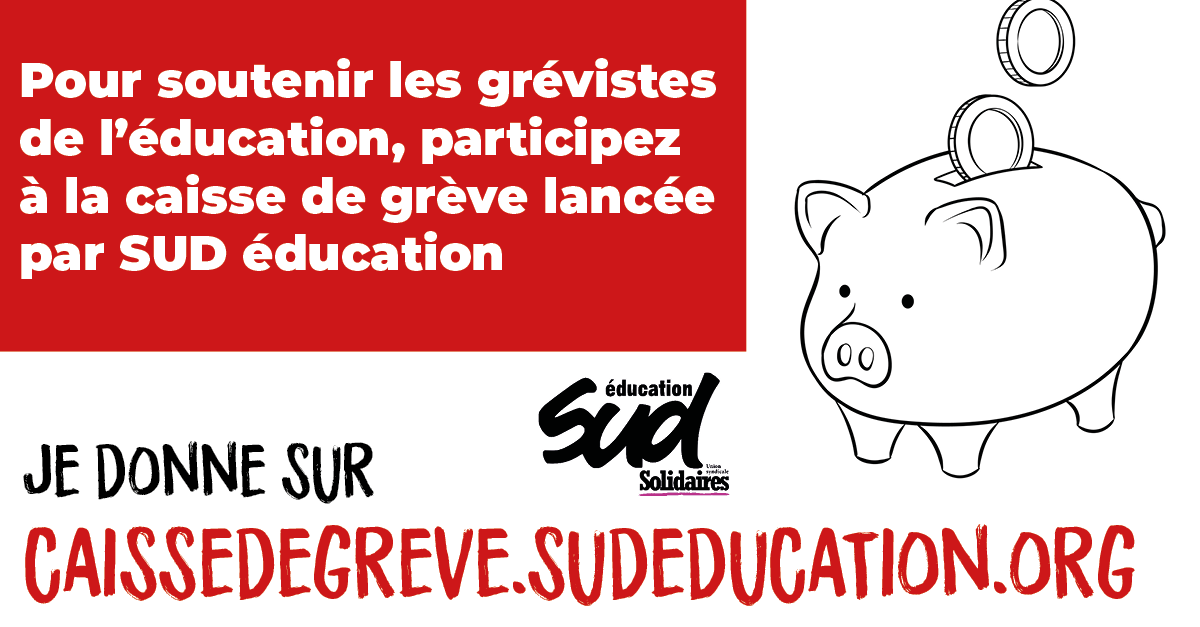 Pour soutenir les grévistes
de l’éducation, participez
à la caisse de grève lancée
par SUD éducation
éducation
Sud
Union
syndicale
Solidaires
JE DONNE SUR
CAISSEDEGREVE.SUDEDUCATION.ORG